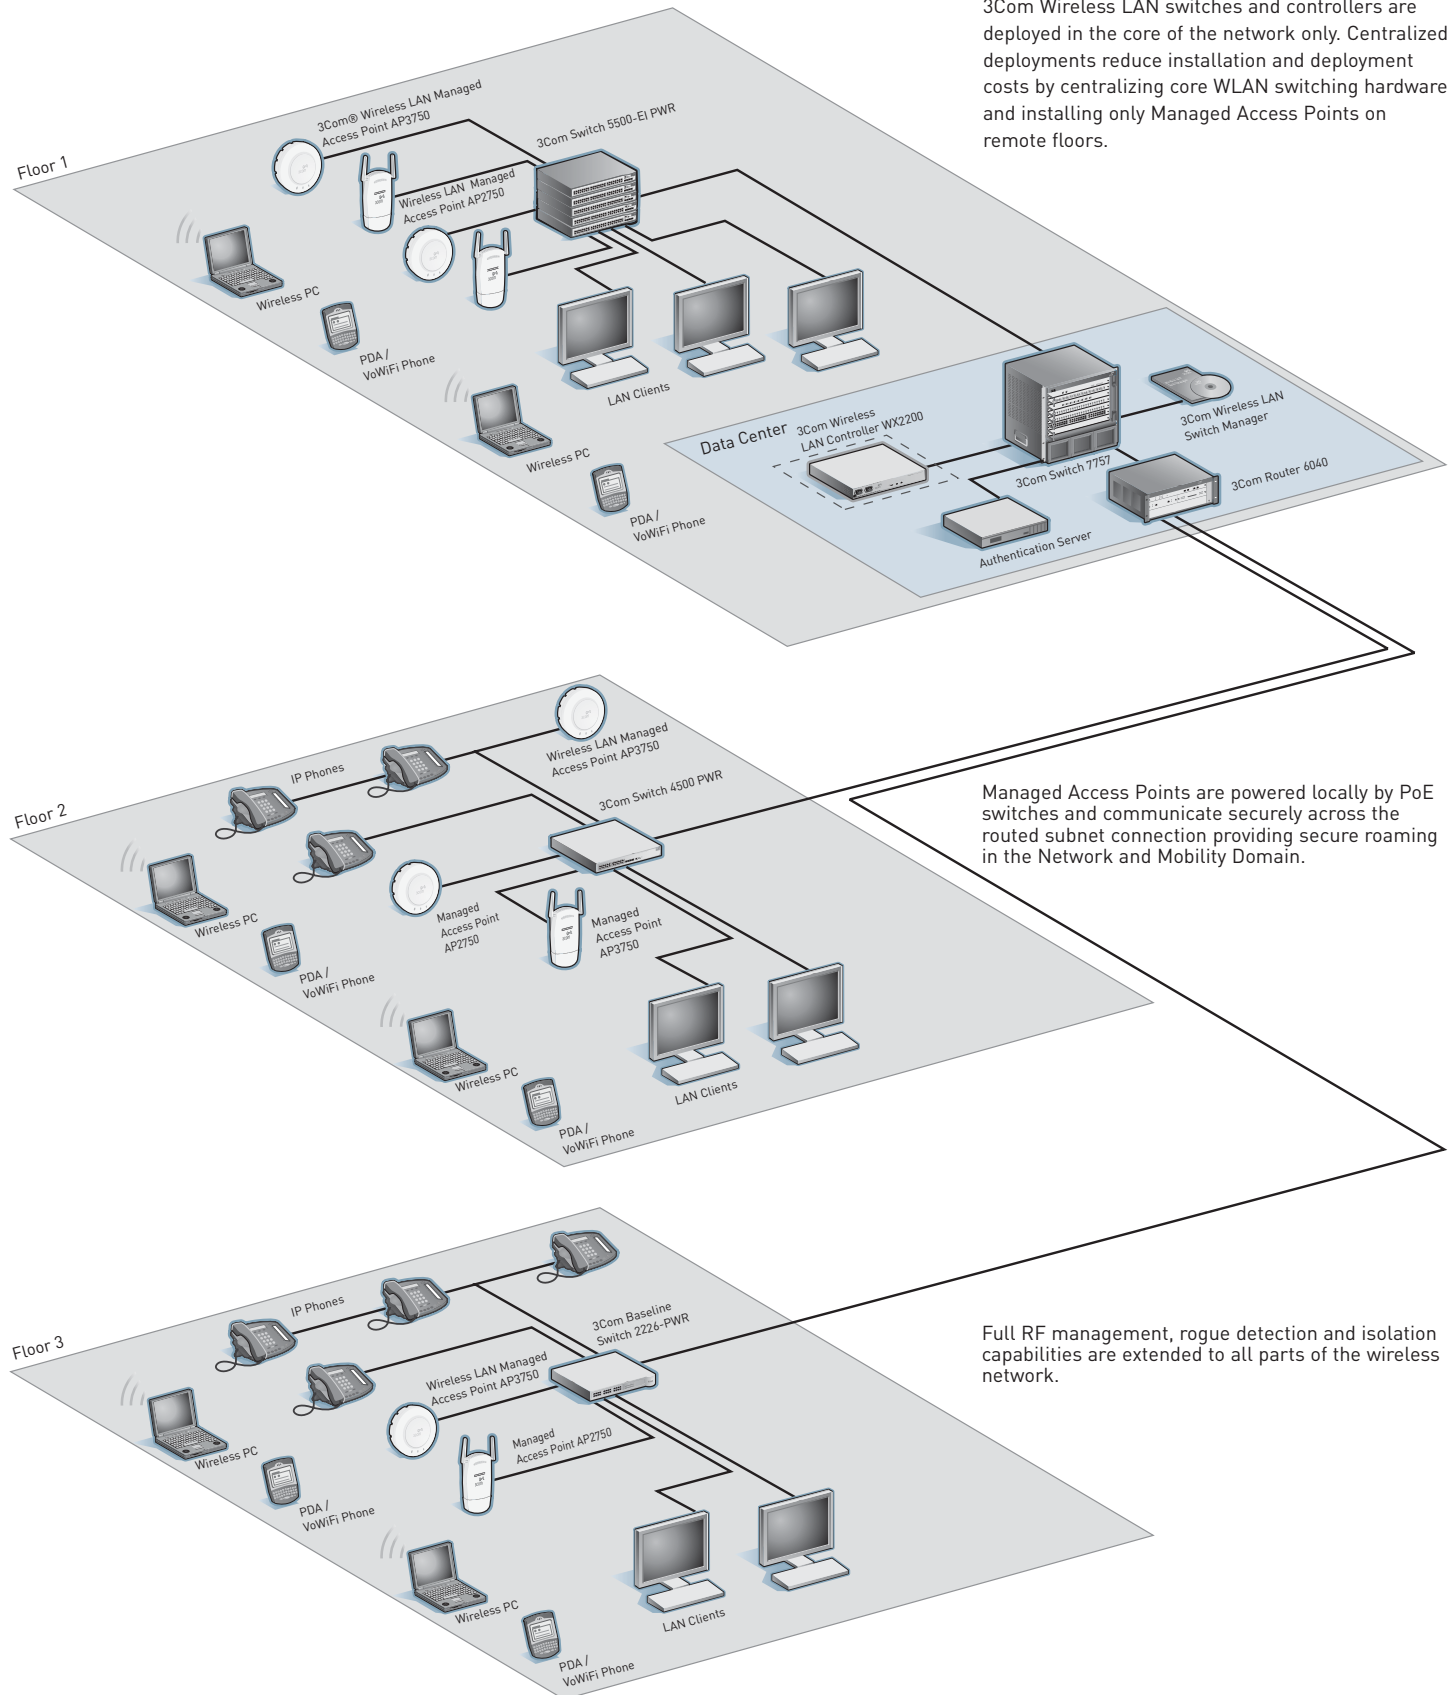 3Com Wireless LAN switches and controllers are
deployed in the core of the network only. Centralized
deployments reduce installation and deployment
costs by centralizing core WLAN switching hardware
and installing only Managed Access Points on
remote floors.
Floor 1
3Com® Wireless LAN Managed
Access Point AP3750
3Com Switch 5500-EI PWR
Wireless LAN Managed
Access Point AP2750
Wireless PC
PDA /
VoWiFi Phone
LAN Clients
Wireless PC
PDA /
VoWiFi Phone
Data Center
3Com Wireless
LAN Controller WX2200
3Com Wireless LAN
Switch Manager
3Com Switch 7757
3Com Router 6040
Authentication Server
Floor 2
IP Phones
Wireless LAN Managed
Access Point AP3750
3Com Switch 4500 PWR
Managed Access Points are powered locally by PoE
switches and communicate securely across the
routed subnet connection providing secure roaming
in the Network and Mobility Domain.
Wireless PC
Managed
Access Point
AP2750
Managed
Access Point
AP3750
PDA /
VoWiFi Phone
Wireless PC
LAN Clients
PDA /
VoWiFi Phone
Floor 3
IP Phones
3Com Baseline
Switch 2226-PWR
Full RF management, rogue detection and isolation
capabilities are extended to all parts of the wireless
network.
Wireless LAN Managed
Access Point AP3750
Managed
Access Point AP2750
Wireless PC
PDA /
VoWiFi Phone
Wireless PC
LAN Clients
PDA /
VoWiFi Phone